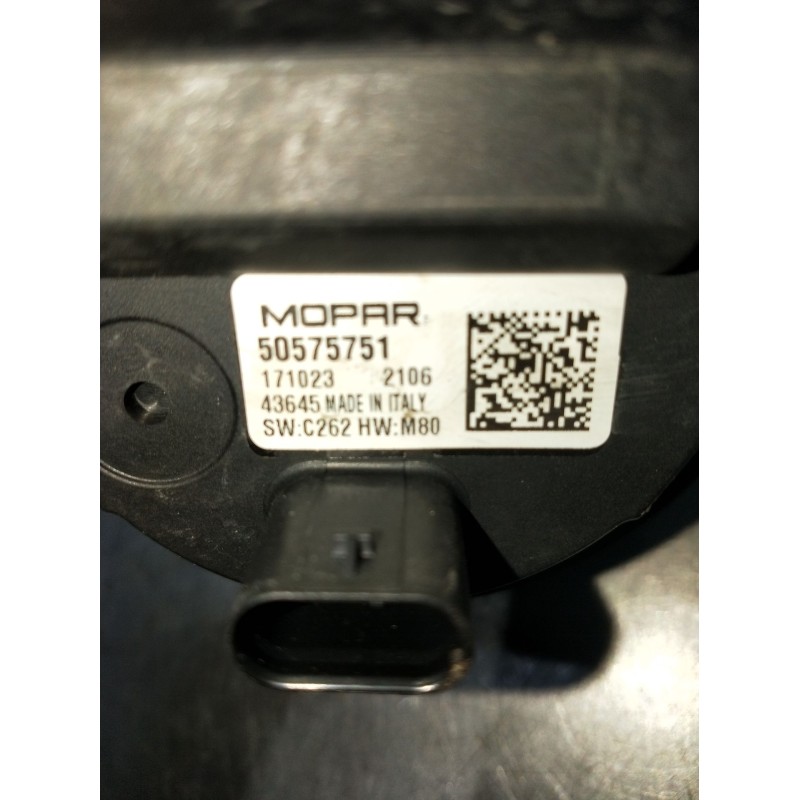 MOPAR
50575751
171023 2106
43645 MADE IN ITALY
SW:C262 HW:M80